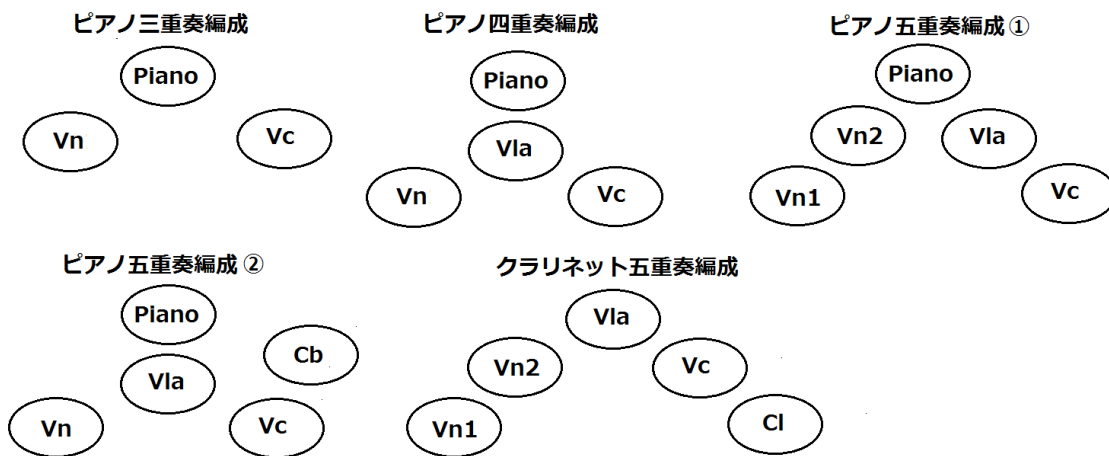 ピアノ三重奏編成
Piano
Vn
Vc
ピアノ四重奏編成
Piano
Vla
Vn
Vc
ピアノ五重奏編成①
Piano
Vn2
Vla
Vn1
Vc
ピアノ五重奏編成②
Piano
Cb
Vla
Vn
Vc
クラリネット五重奏編成
Vla
Vn2
Vc
Vn1
Cl